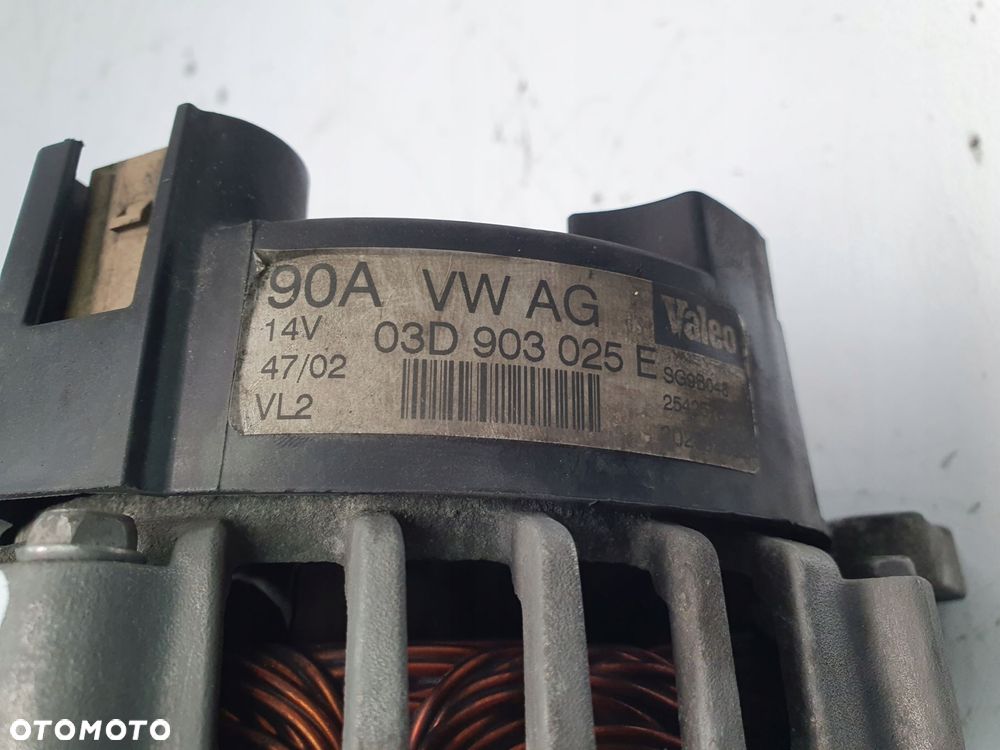 90A VW AG Valeo
14V 03D 903 025 E
47/02 SG9B048
VL2
OTOMOTO